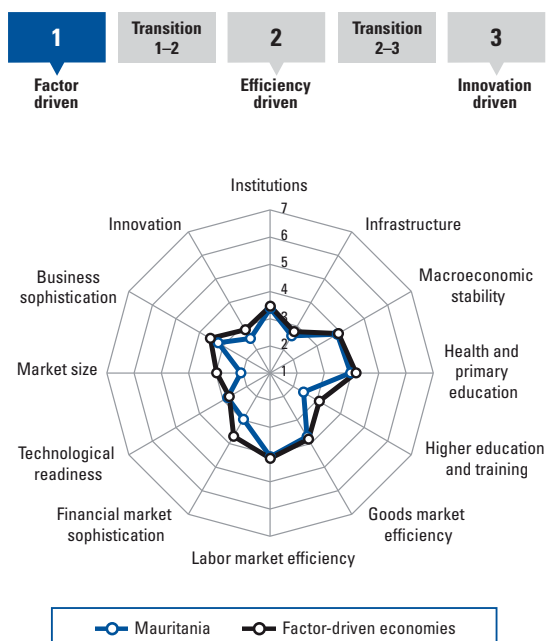 1
Transition
1–2
2
Transition
2–3
3
Factor
driven
Efficiency
driven
Innovation
driven
Institutions
7
6
5
4
3
2
1
Infrastructure
Macroeconomic
stability
Health and
primary
education
Higher education
and training
Goods market
efficiency
Labor market efficiency
Financial market
sophistication
Technological
readiness
Market size
Business
sophistication
Innovation
Mauritania
Factor-driven economies